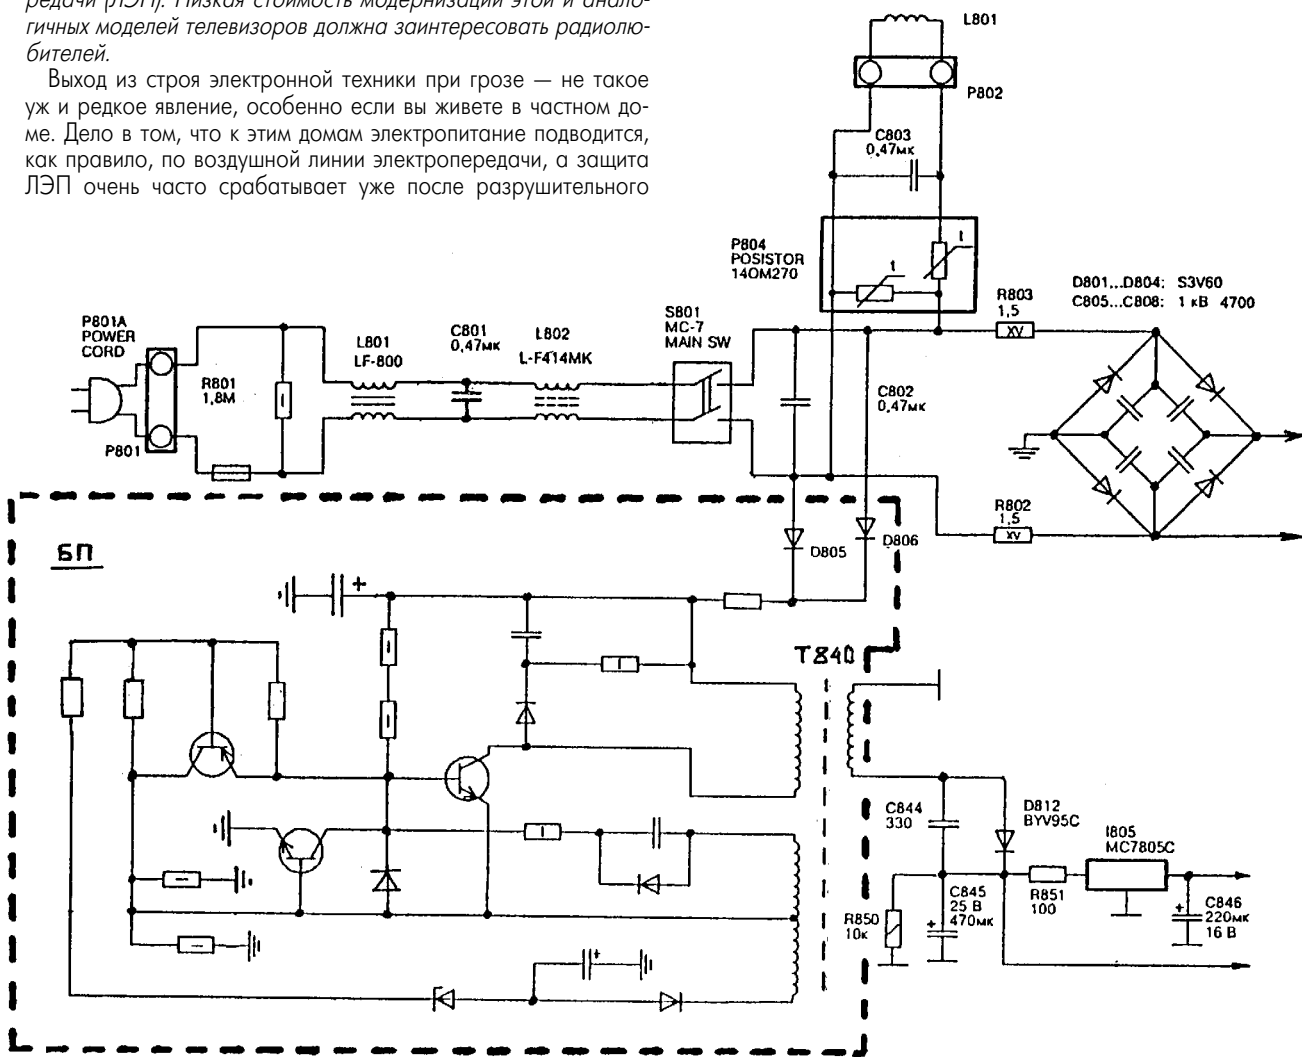 редачи (ЛЭП). Низкая стоимость модернизации этой и анало-
гичных моделей телевизоров должна заинтересовать радиолю-
бителей.
Выход из строя электронной техники при грозе — не такое
уж и редкое явление, особенно если вы живете в частном до-
ме. Дело в том, что к этим домам электропитание подводится,
как правило, по воздушной линии электропередачи, а защита
ЛЭП очень часто срабатывает уже после разрушительного
L801
P802
C803
0,47мк
P804
POSISTOR
14OM270
t
t
D801...D804: S3V60
C805...C808: 1 кВ 4700
R803
1,5
XV
P801A
POWER
CORD
P801
R801
1,8M
L801
LF-800
C801
0,47мк
L802
L-F414MK
S801
MC-7
MAIN SW
C802
0,47мк
R802
1,5
XV
D805
D806
БП
+
T840
C844
330
D812
BYV95C
I805
MC7805C
R850
10к
C845
25 В
470мк
+
R851
100
C846
220мк
16 В
+
+